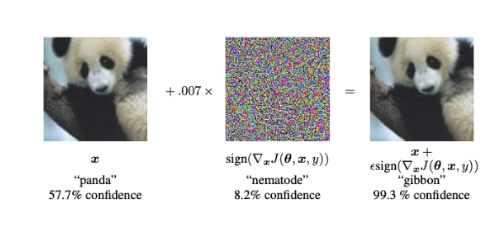 + .007 ×
=
x
sign(∇ₓJ(θ, x, y))
x +
ϵsign(∇ₓJ(θ, x, y))
“panda”
“nematode”
“gibbon”
57.7% confidence
8.2% confidence
99.3 % confidence